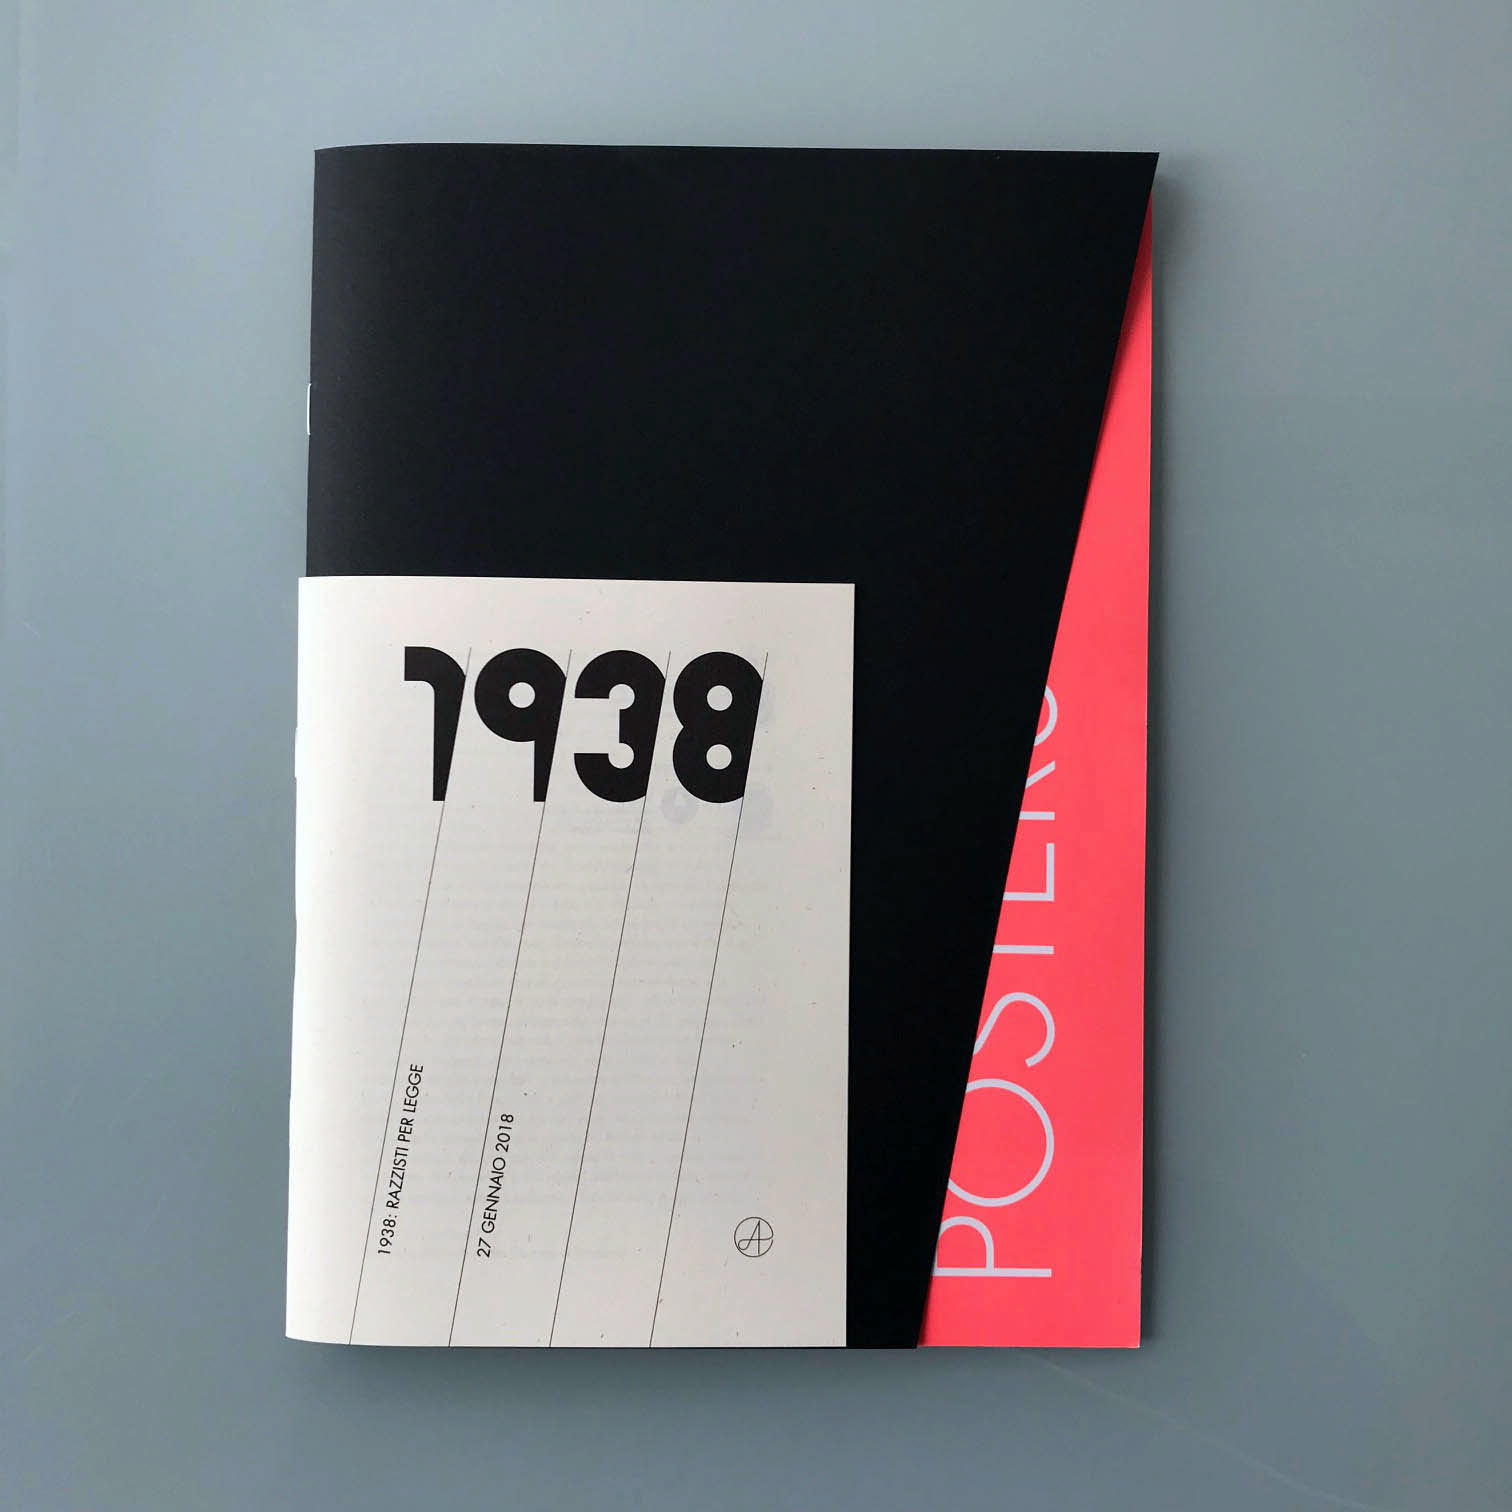 1938
1938: RAZZISTI PER LEGGE
27 GENNAIO 2018
POSTERS